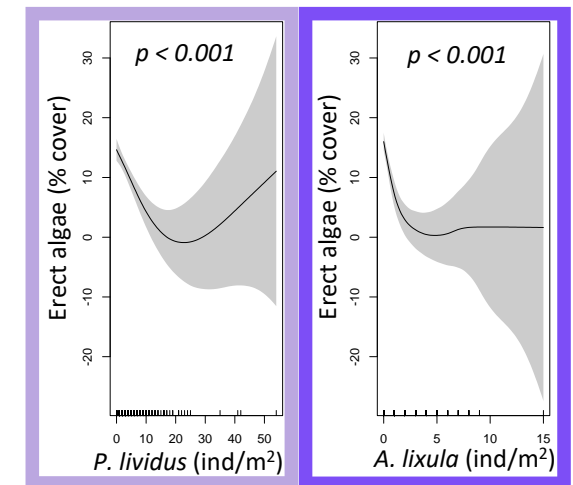 p < 0.001
Erect algae (% cover)
30
20
10
0
-10
-20
0 10 20 30 40 50
P. lividus (ind/m²)
p < 0.001
Erect algae (% cover)
30
20
10
0
-10
-20
0 5 10 15
A. lixula (ind/m²)